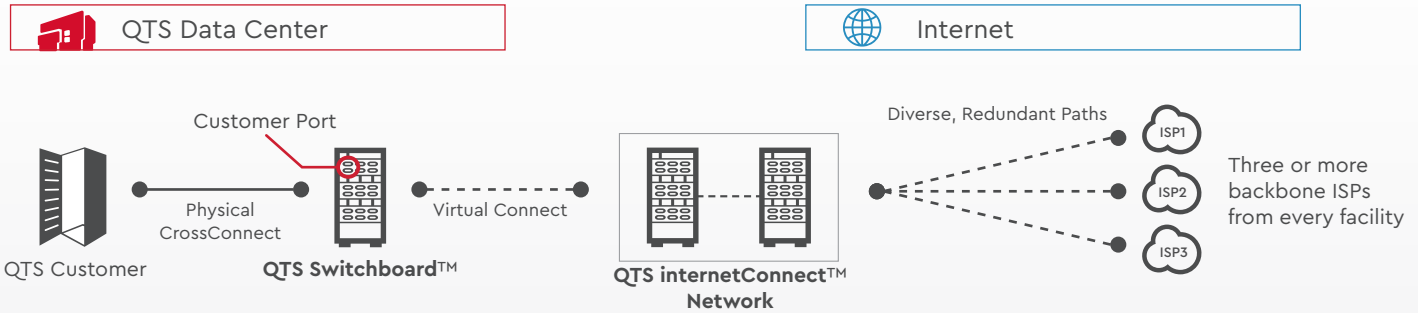 QTS Data Center
Internet
Customer Port
Diverse, Redundant Paths
ISP1
ISP2
ISP3
Three or more
backbone ISPs
from every facility
Physical
CrossConnect
Virtual Connect
QTS Customer
QTS Switchboard™
QTS internetConnect™
Network